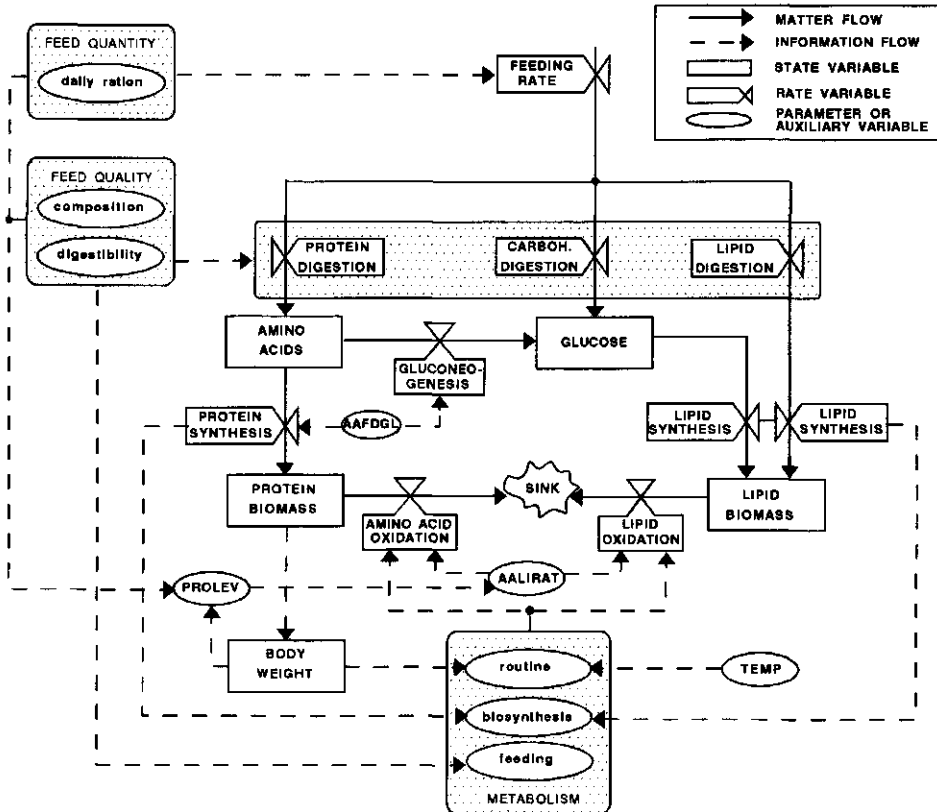 FEED QUANTITY
daily ration
FEEDING
RATE
MATTER FLOW
INFORMATION FLOW
STATE VARIABLE
RATE VARIABLE
PARAMETER OR
AUXILIARY VARIABLE
FEED QUALITY
composition
digestibility
PROTEIN
DIGESTION
CARBOH.
DIGESTION
LIPID
DIGESTION
AMINO
ACIDS
GLUCONEO-
GENESIS
GLUCOSE
PROTEIN
SYNTHESIS
AAFDGL
LIPID
SYNTHESIS
LIPID
SYNTHESIS
PROTEIN
BIOMASS
AMINO ACID
OXIDATION
SINK
LIPID
OXIDATION
LIPID
BIOMASS
PROLEV
AALIRAT
BODY
WEIGHT
routine
TEMP
biosynthesis
feeding
METABOLISM